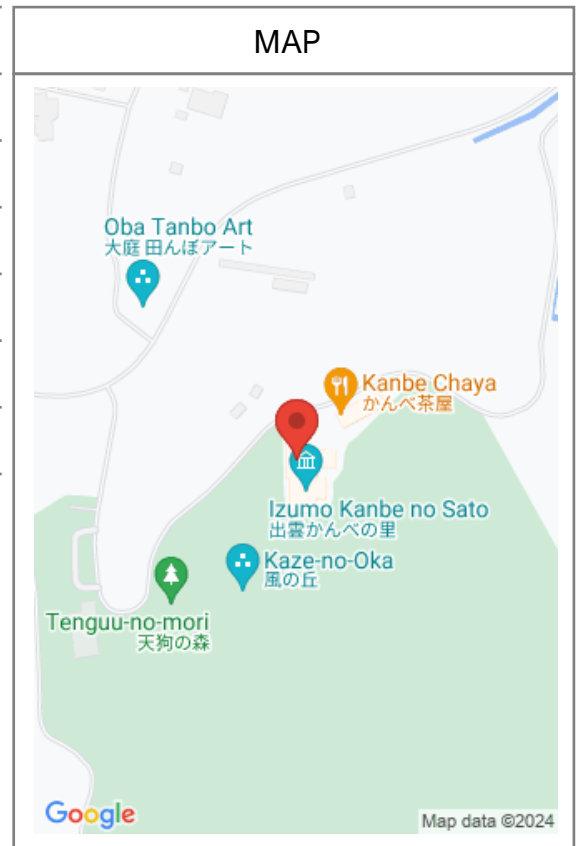 MAP
Oba Tanbo Art
大庭 田んぼアート
Kanbe Chaya
かんべ茶屋
Izumo Kanbe no Sato
出雲かんべの里
Kaze-no-Oka
風の丘
Tenguu-no-mori
天狗の森
Google
Map data ©2024